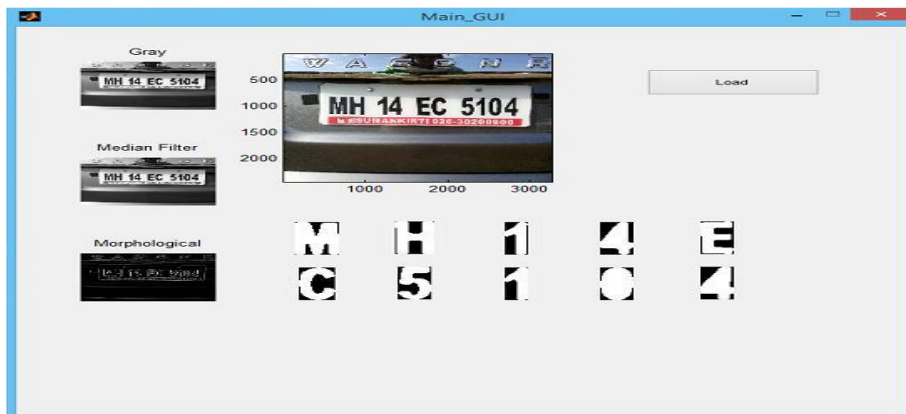 Main_GUI
Gray
MH 14 EC 5104
W A G O N R
MH 14 EC 5104
500
1000
1500
2000
1000 2000 3000
Load
Median Filter
MH 14 EC 5104
Morphological
M H 1 4 E
C 5 1 0 4